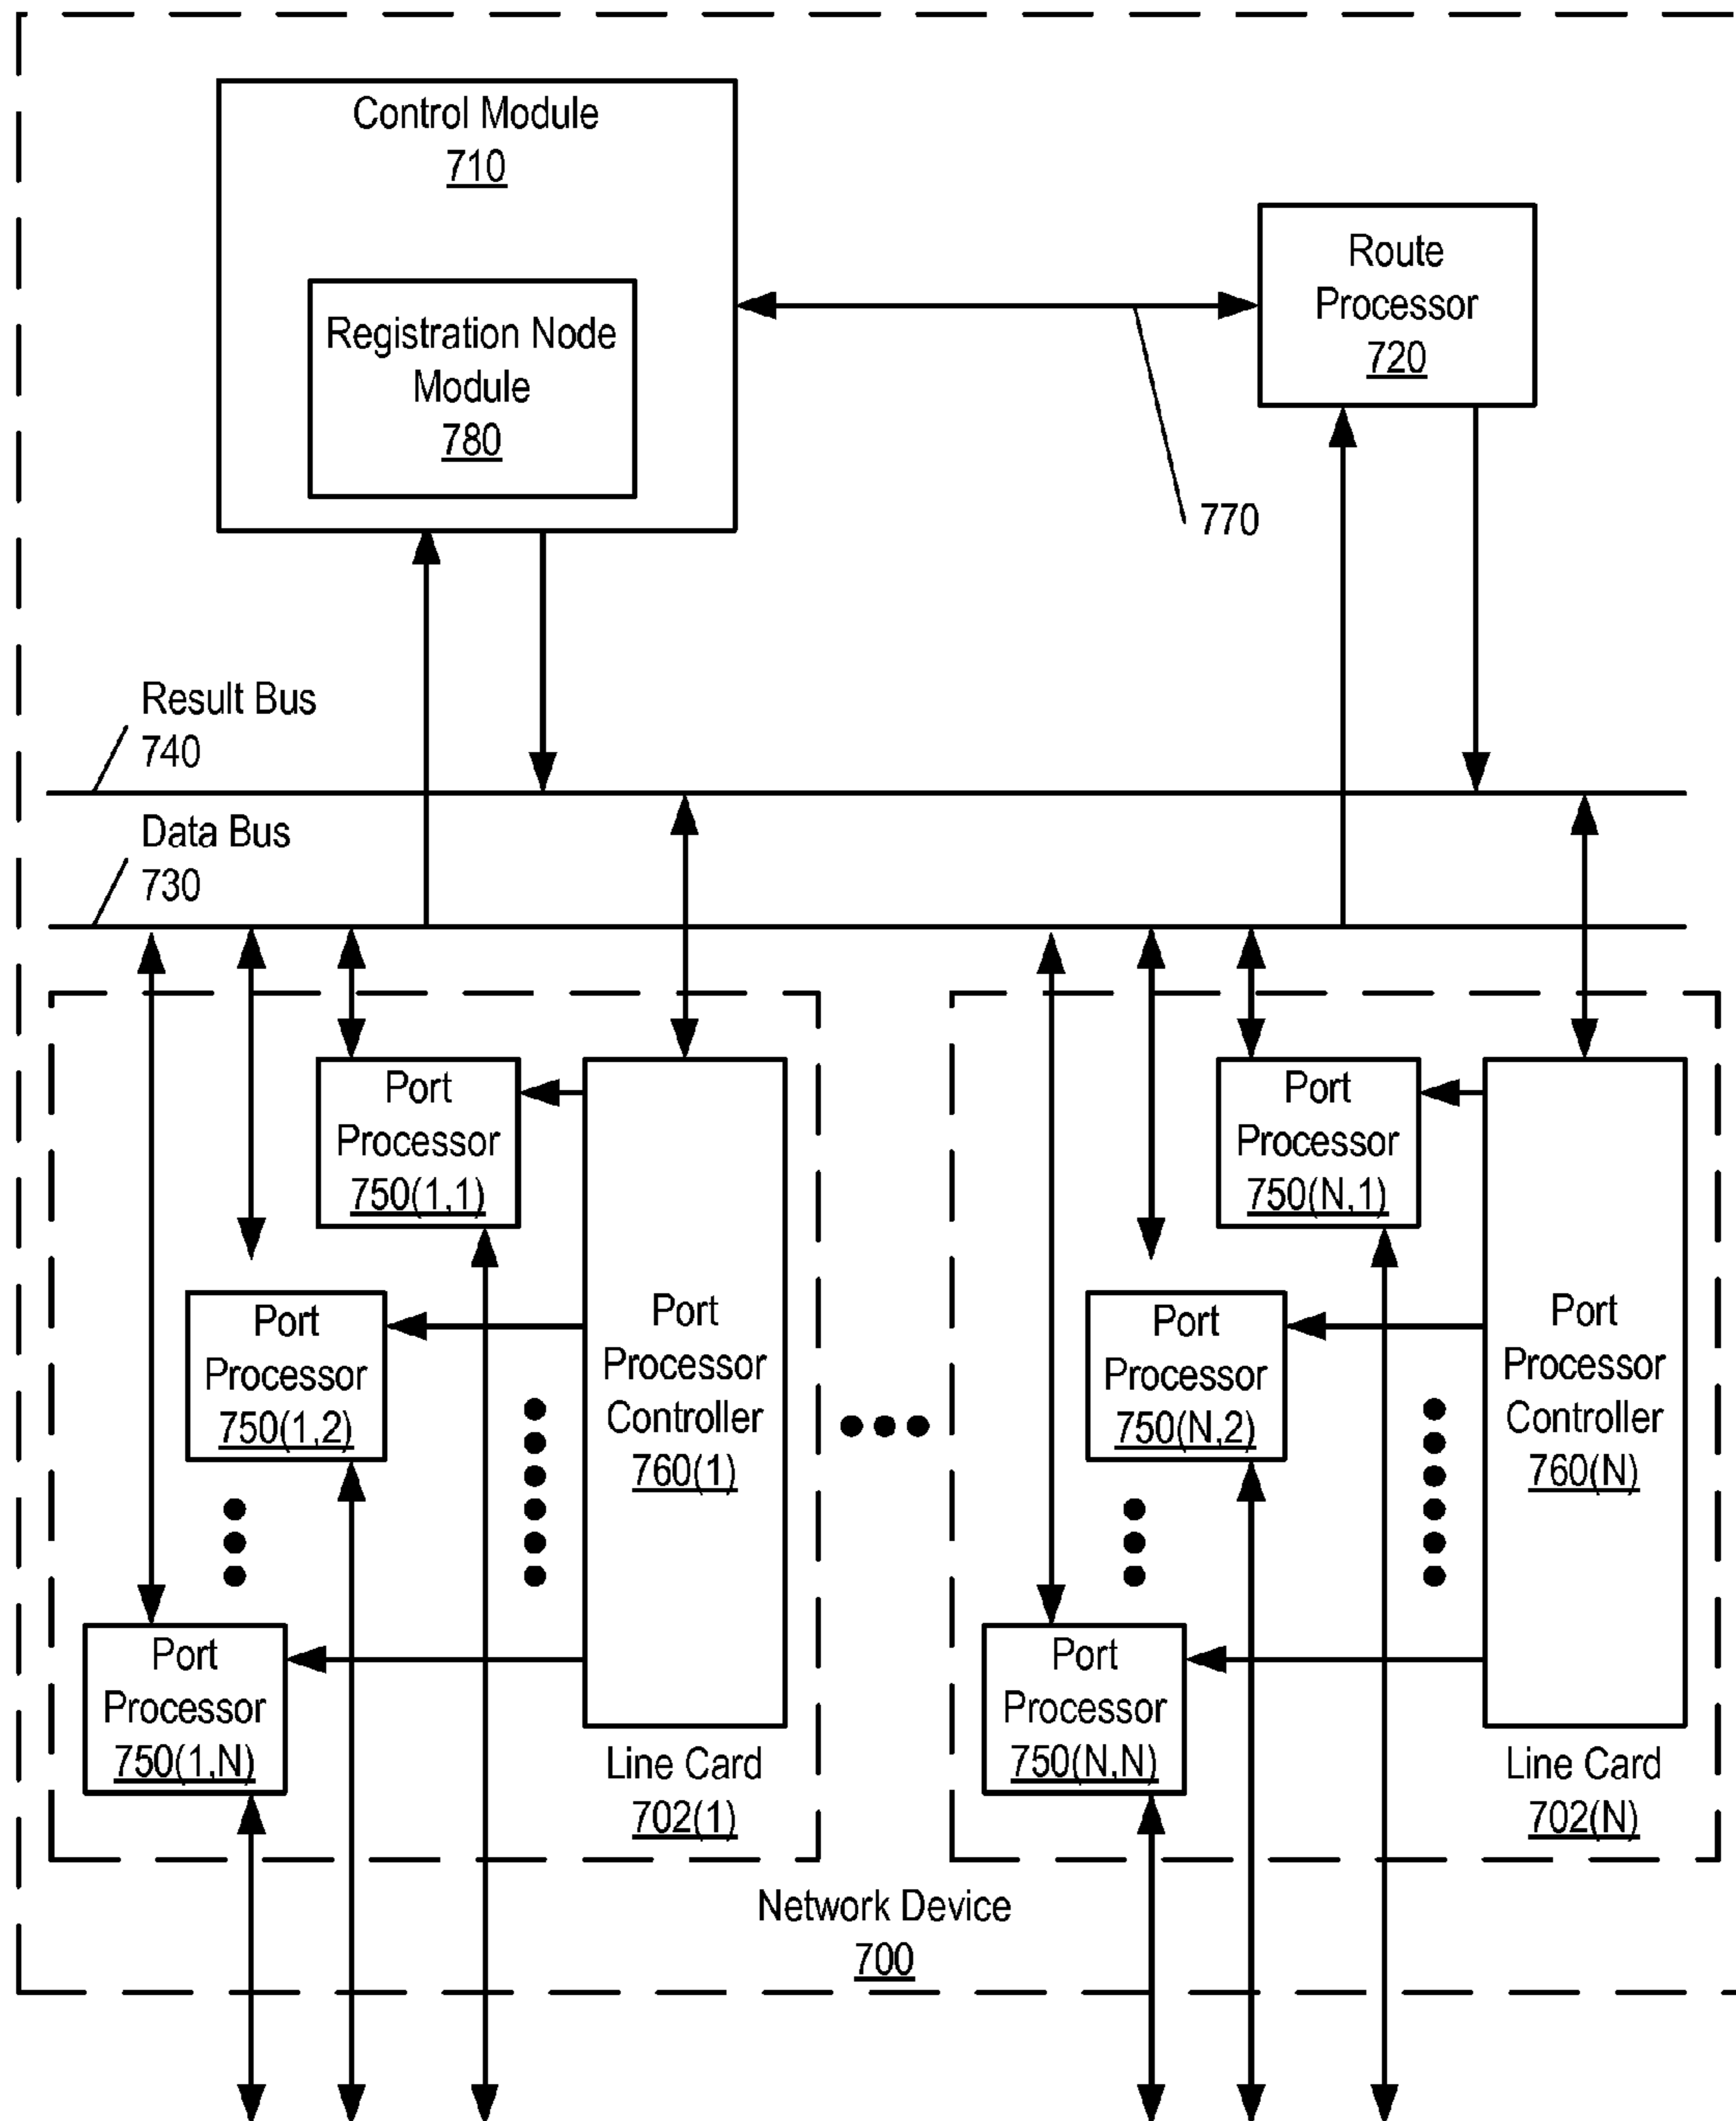 Control Module
710
Registration Node
Module
780
Route
Processor
720
770
Result Bus
740
Data Bus
730
Port
Processor
750(1,1)
Port
Processor
750(1,2)
Port
Processor
750(1,N)
Port
Processor
Controller
760(1)
Line Card
702(1)
Port
Processor
750(N,1)
Port
Processor
750(N,2)
Port
Processor
750(N,N)
Port
Processor
Controller
760(N)
Line Card
702(N)
Network Device
700